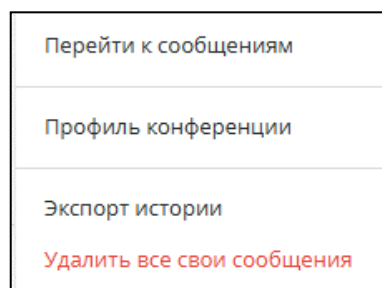 Перейти к сообщениям
Профиль конференции
Экспорт истории
Удалить все свои сообщения